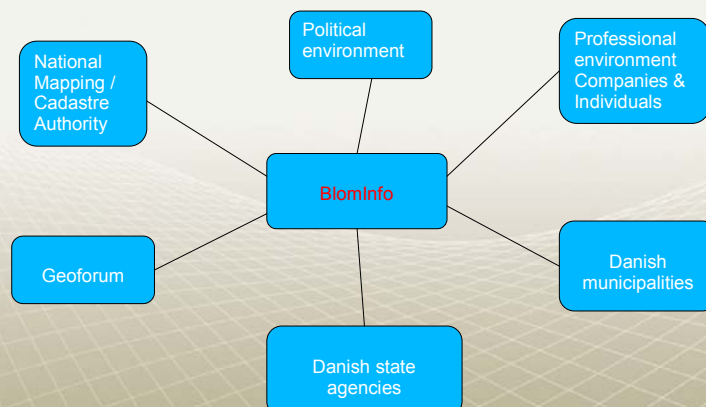 Political
environment
National
Mapping /
Cadastre
Authority
Professional
environment
Companies &
Individuals
BlomInfo
Geoforum
Danish
municipalities
Danish state
agencies